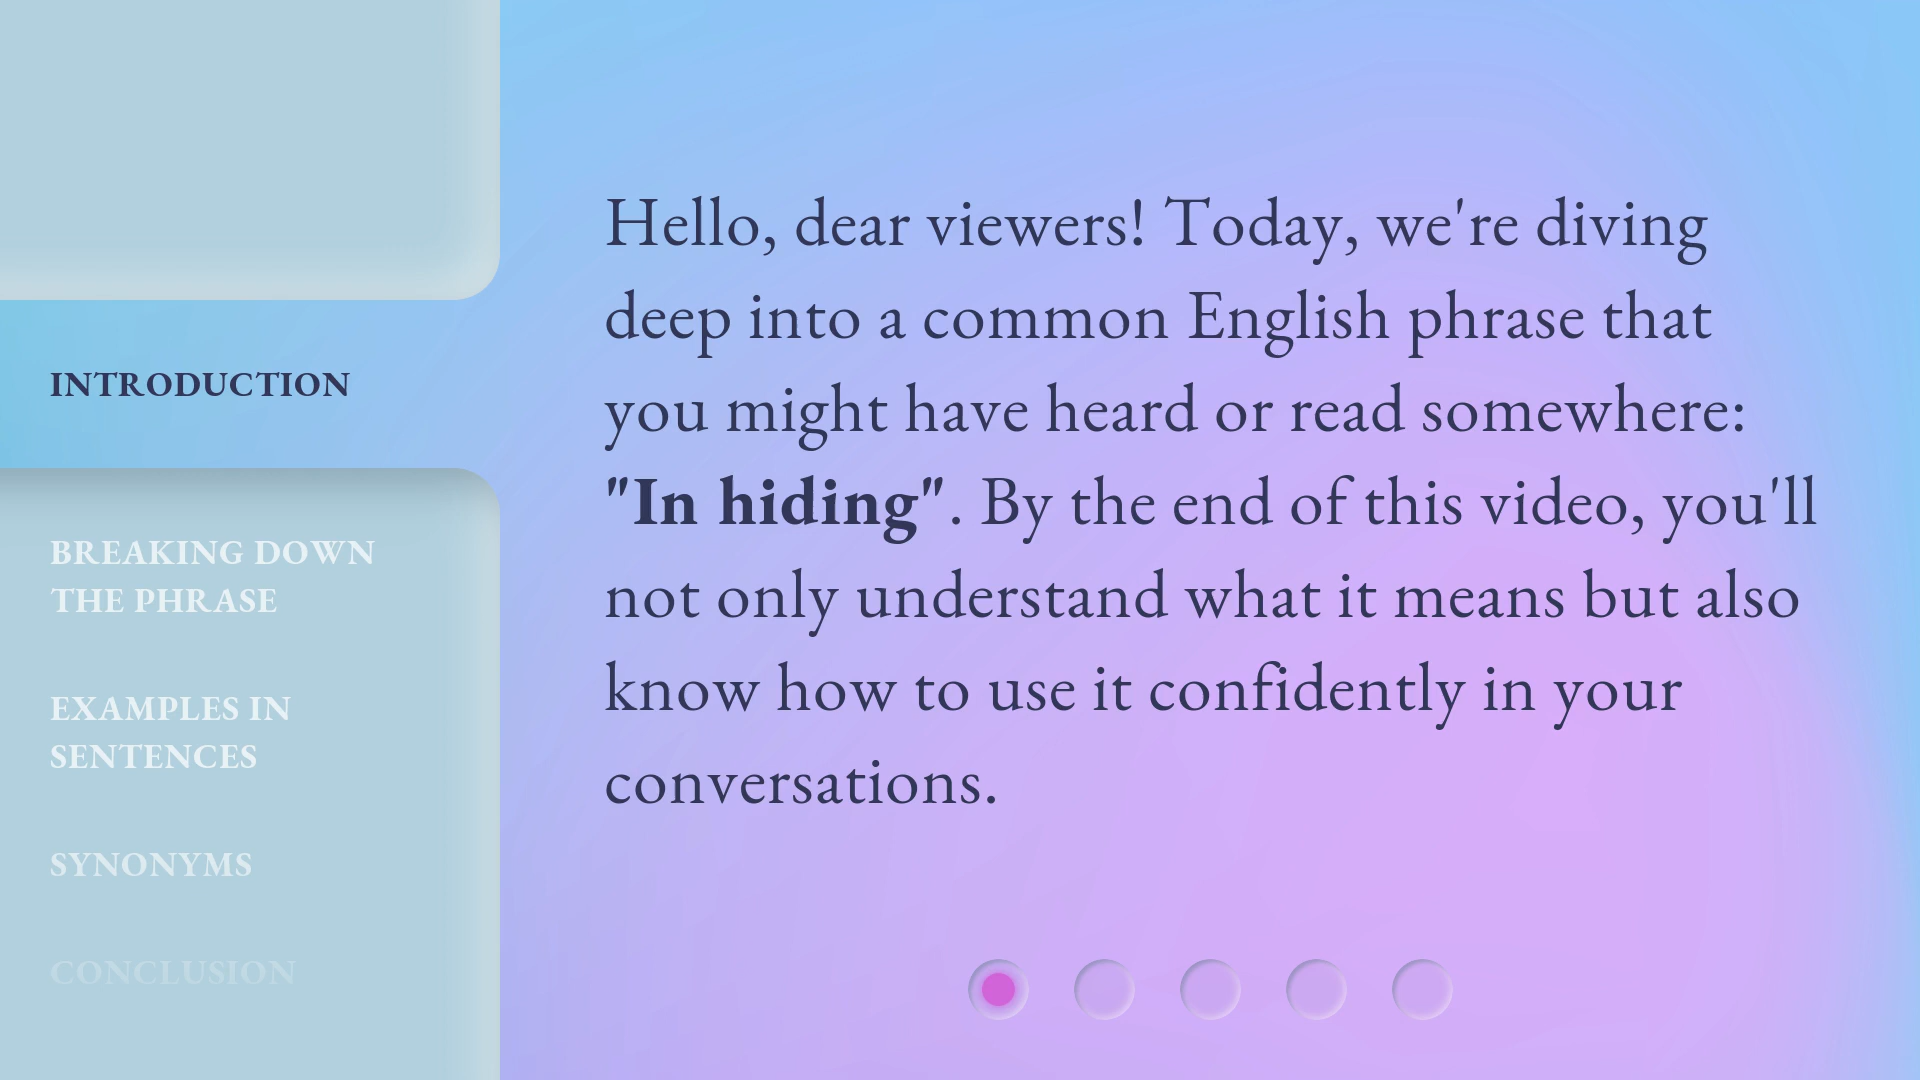 INTRODUCTION
BREAKING DOWN
THE PHRASE
EXAMPLES IN
SENTENCES
SYNONYMS
CONCLUSION
Hello, dear viewers! Today, we're diving
deep into a common English phrase that
you might have heard or read somewhere:
"In hiding". By the end of this video, you'll
not only understand what it means but also
know how to use it confidently in your
conversations.